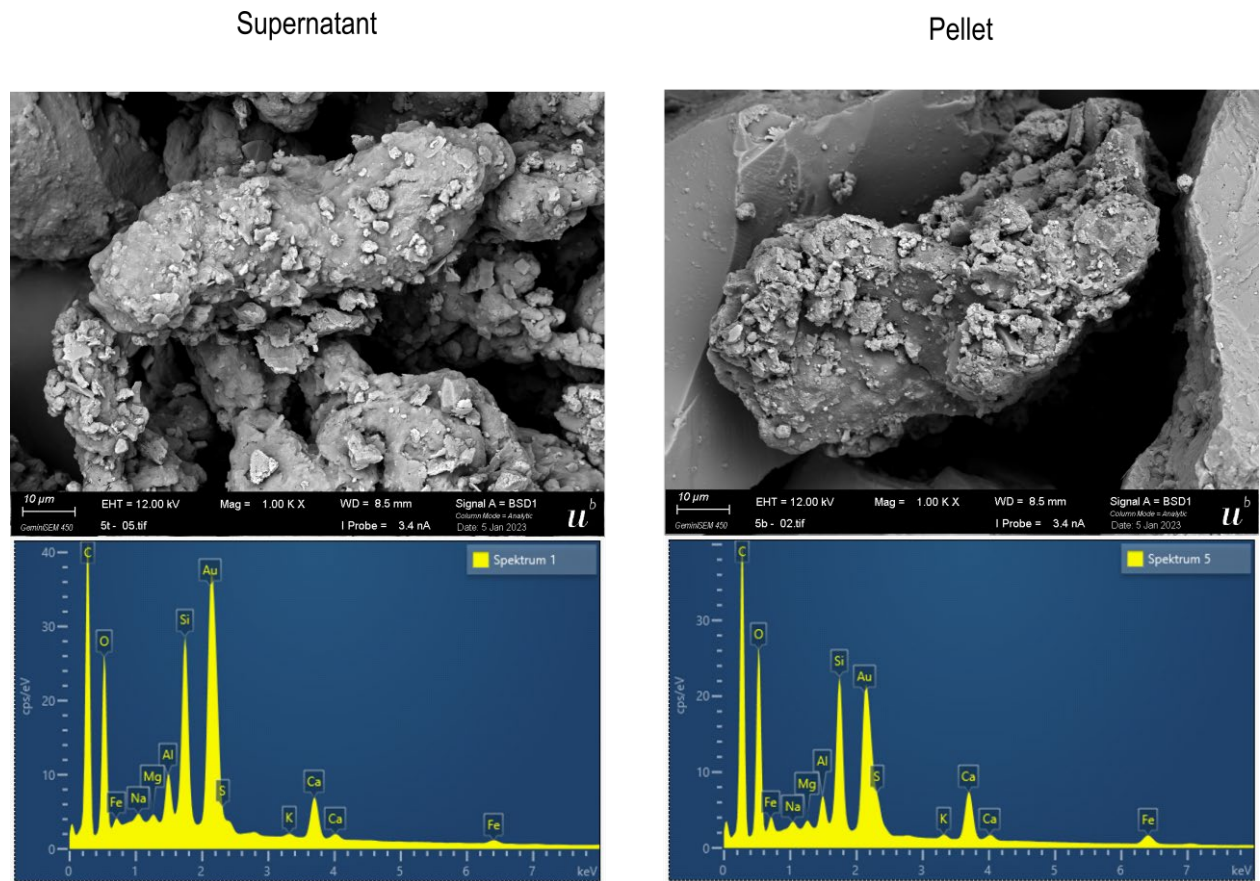 Supernatant
Pellet
10 µm
EHT = 12.00 kV
Mag = 1.00 K X
WD = 8.5 mm
Signal A = BSD1
Column Mode = Analytic
GeminiSEM 450
5t - 05.tif
I Probe = 3.4 nA
Date: 5 Jan 2023
u
b
10 µm
EHT = 12.00 kV
Mag = 1.00 K X
WD = 8.5 mm
Signal A = BSD1
Column Mode = Analytic
GeminiSEM 450
5b - 02.tif
I Probe = 3.4 nA
Date: 5 Jan 2023
u
b
Spektrum 1
cps/eV
40
30
20
10
0
C
O
Fe
Na
Mg
Al
Si
Au
S
K
Ca
Ca
Fe
0 1 2 3 4 5 6 7 keV
Spektrum 5
cps/eV
30
20
10
0
C
O
Fe
Na
Mg
Al
Si
Au
S
K
Ca
Ca
Fe
0 1 2 3 4 5 6 7 keV